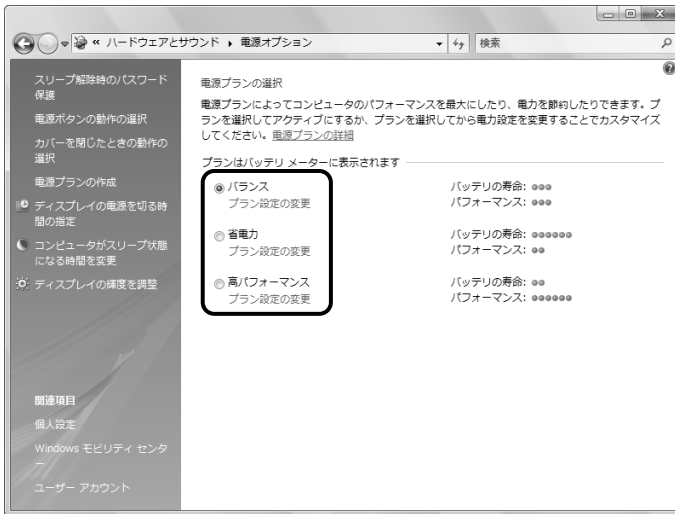 « ハードウェアとサウンド ▸ 電源オプション
検索
スリープ解除時のパスワード
保護
電源ボタンの動作の選択
カバーを閉じたときの動作の
選択
電源プランの作成
ディスプレイの電源を切る時
間の指定
コンピュータがスリープ状態
になる時間を変更
ディスプレイの輝度を調整
関連項目
個人設定
Windows モビリティ センタ
ー
ユーザー アカウント
電源プランの選択
電源プランによってコンピュータのパフォーマンスを最大にしたり、電力を節約したりできます。プ
ランを選択してアクティブにするか、プランを選択してから電力設定を変更することでカスタマイズ
してください。電源プランの詳細
プランはバッテリ メーターに表示されます
バランス
プラン設定の変更
バッテリの寿命:
パフォーマンス:
省電力
プラン設定の変更
バッテリの寿命:
パフォーマンス:
高パフォーマンス
プラン設定の変更
バッテリの寿命:
パフォーマンス: